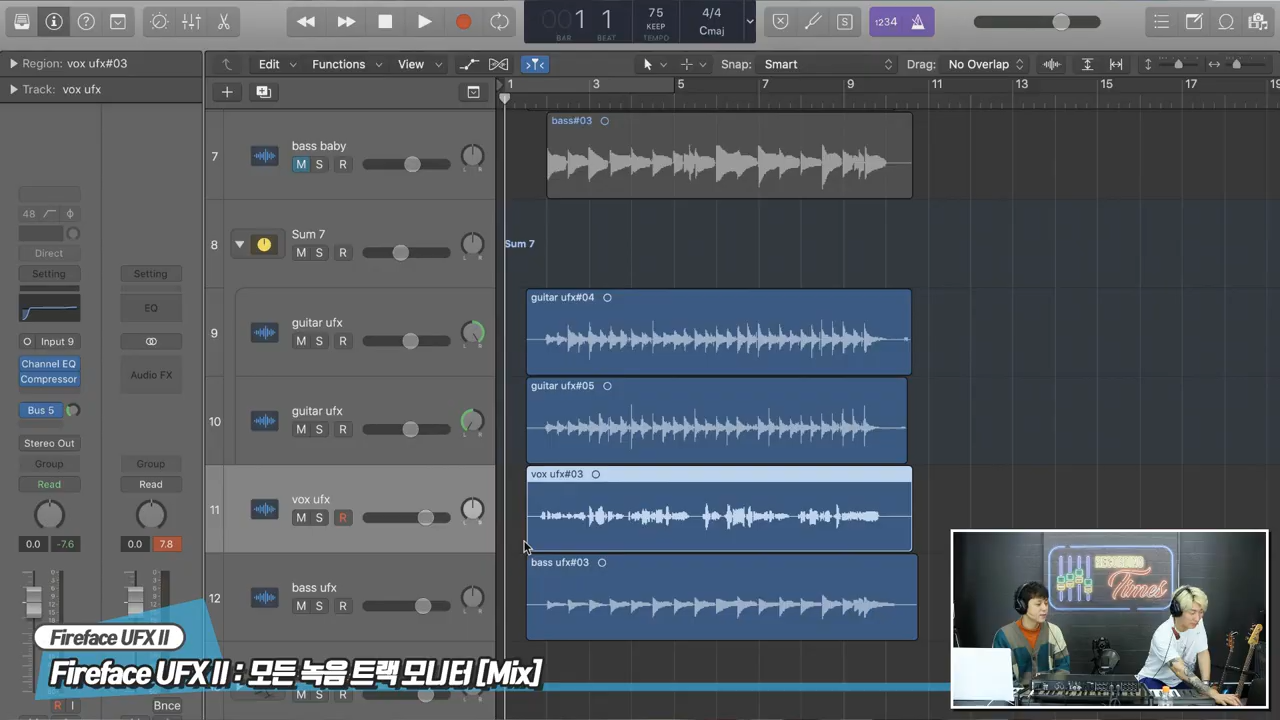 1 1
BAR BEAT
75
KEEP
TEMPO
4/4
Cmaj
S
1234
Region: vox ufx#03
Edit Functions View
Snap: Smart
Drag: No Overlap
Track: vox ufx
1 3 5 7 9 11 13 15 17 19
7
bass baby
M S R
L R
bass#03
48
Direct
Setting Setting
EQ
Input 9
Channel EQ
Compressor
Audio FX
Bus 5
Stereo Out
Group Group
Read Read
0.0 -7.6 0.0 7.8
R I
Bnce
8
Sum 7
M S R
L R
Sum 7
9
guitar ufx
M S R
L R
guitar ufx#04
10
guitar ufx
M S R
L R
guitar ufx#05
11
vox ufx
M S R
L R
vox ufx#03
12
bass ufx
M S R
L R
bass ufx#03
M S R
RECORDING
Times
Fireface UFX II
Fireface UFX II : 모든 녹음 트랙 모니터 [Mix]